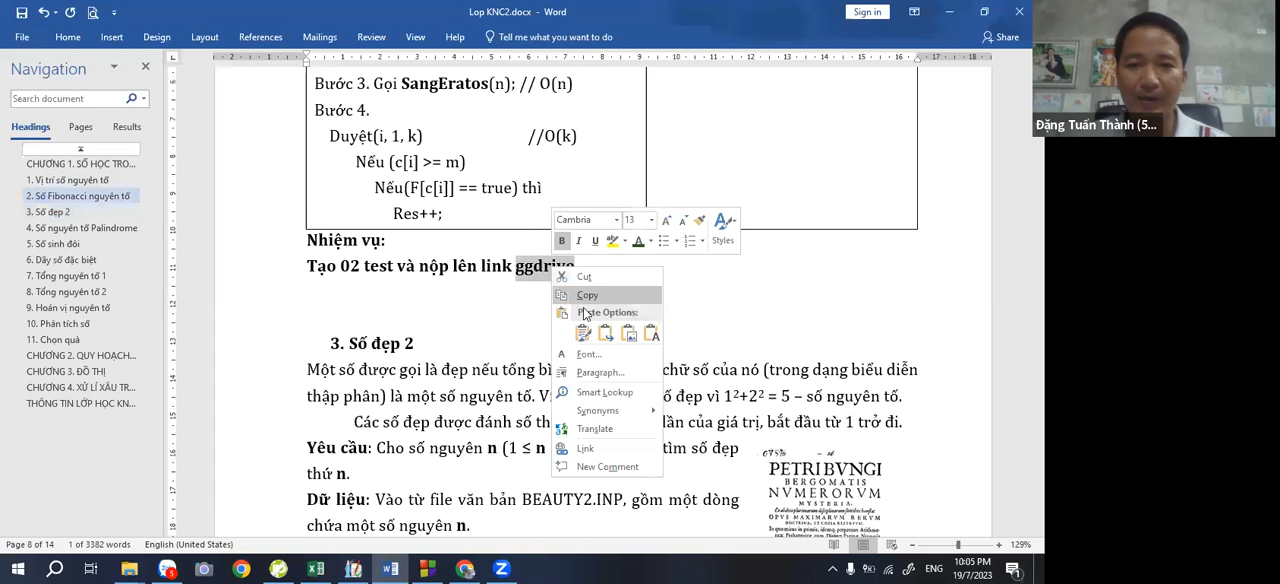 Lop KNC2.docx - Word
Sign in
File Home Insert Design Layout References Mailings Review View Help Tell me what you want to do Share
Navigation
Search document
Headings Pages Results
CHƯƠNG 1. SỐ HỌC TRO...
1. Vị trí số nguyên tố
2. Số Fibonacci nguyên tố
3. Số đẹp 2
4. Số nguyên tố Palindrome
5. Số sinh đôi
6. Dãy số đặc biệt
7. Tổng nguyên tố 1
8. Tổng nguyên tố 2
9. Hoán vị nguyên tố
10. Phân tích số
11. Chọn quà
CHƯƠNG 2. QUY HOẠCH...
CHƯƠNG 3. ĐỒ THỊ
CHƯƠNG 4. XỬ LÍ XÂU TR...
THÔNG TIN LỚP HỌC KN...
Bước 3. Gọi SangEratos(n); // O(n)
Bước 4.
Duyệt(i, 1, k) //O(k)
Nếu (c[i] >= m)
Nếu(F[c[i]] == true) thì
Res++;
Nhiệm vụ:
Tạo 02 test và nộp lên link ggdrive
Cambria 13
B I U A Styles
Cut
Copy
Paste Options:
Font...
Paragraph...
Smart Lookup
Synonyms
Translate
Link
New Comment
3. Số đẹp 2
Một số được gọi là đẹp nếu tổng bì chữ số của nó (trong dạng biểu diễn
thập phân) là một số nguyên tố. Ví số đẹp vì 1²+2² = 5 – số nguyên tố.
Các số đẹp được đánh số th lần của giá trị, bắt đầu từ 1 trở đi.
Yêu cầu: Cho số nguyên n (1 ≤ n tìm số đẹp
thứ n.
Dữ liệu: Vào từ file văn bản BEAUTY2.INP, gồm một dòng
chứa một số nguyên n.
PETRI BVNGI
BERGOMATIS
NVMERORVM
MYSTERIA
Đặng Tuấn Thành (5...
Page 8 of 14 1 of 3382 words English (United States) 129%
ENG 10:05 PM
19/7/2023